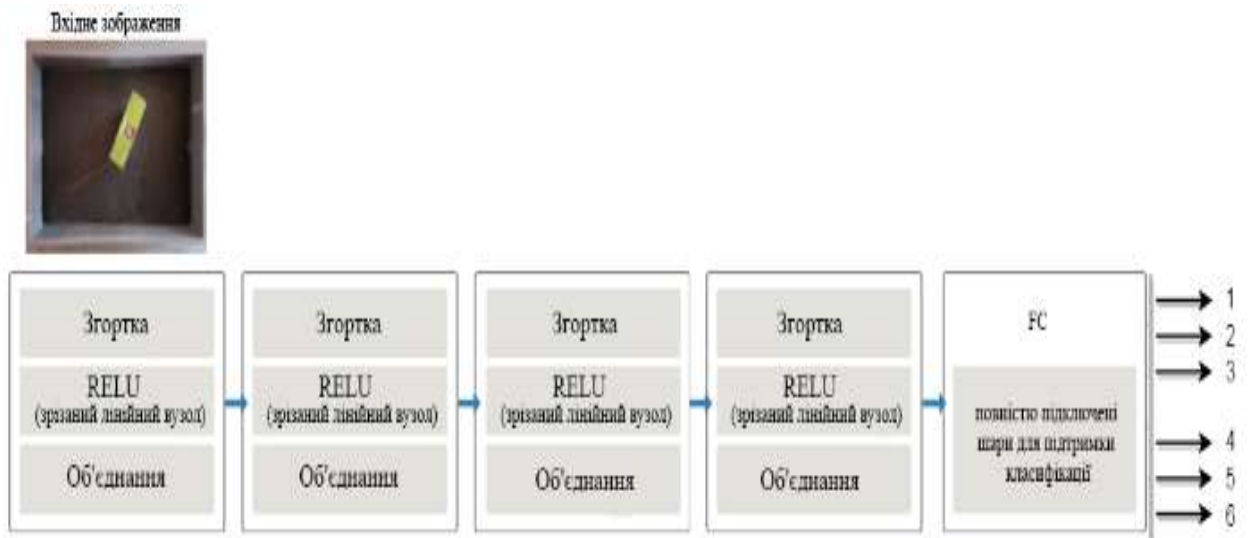 Вхідне зображення
Згортка
RELU
(зрізаний лінійний вузол)
Об'єднання
Згортка
RELU
(зрізаний лінійний вузол)
Об'єднання
Згортка
RELU
(зрізаний лінійний вузол)
Об'єднання
Згортка
RELU
(зрізаний лінійний вузол)
Об'єднання
FC
повністю підключені
шари для підтримки
класифікації
1
2
3
4
5
6